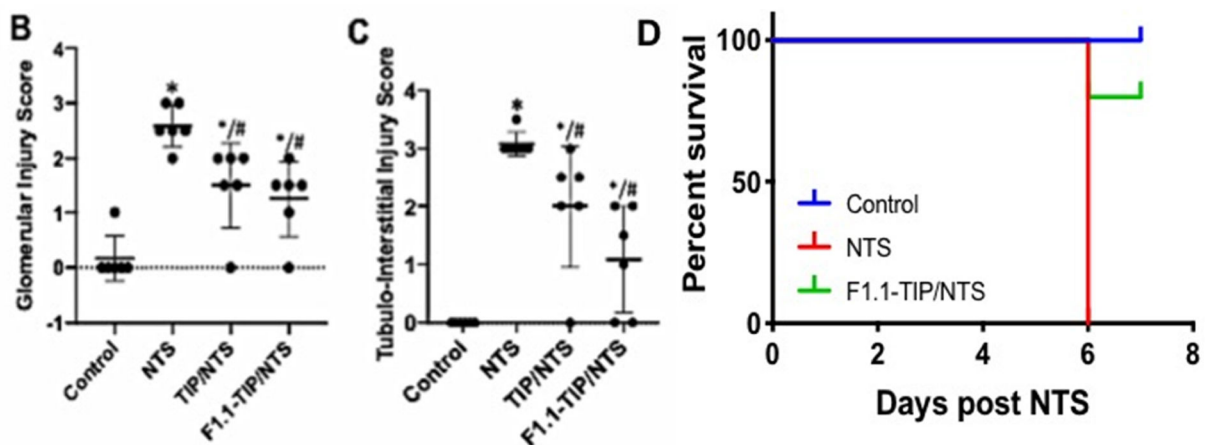 B
Glomerular Injury Score
4
3
2
1
0
-1
*
*/#
*/#
Control
NTS
TIP/NTS
F1.1-TIP/NTS
C
Tubulo-Interstitial Injury Score
4
3
2
1
0
*
*/#
*/#
Control
NTS
TIP/NTS
F1.1-TIP/NTS
D
Percent survival
100
50
0
Control
NTS
F1.1-TIP/NTS
0 2 4 6 8
Days post NTS